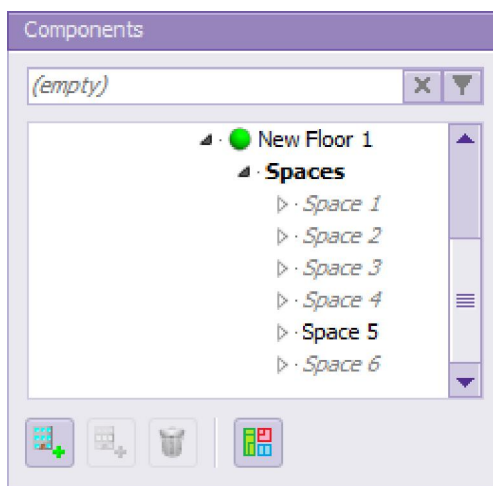 Components
(empty)
New Floor 1
Spaces
Space 1
Space 2
Space 3
Space 4
Space 5
Space 6